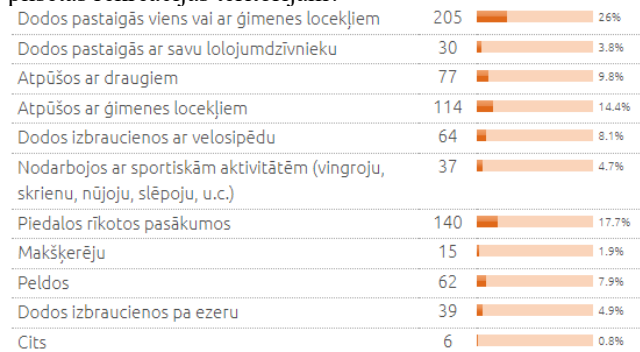 Dodos pastaigās viens vai ar ģimenes locekļiem 205 26%
Dodos pastaigās ar savu lolojumdzīvnieku 30 3.8%
Atpūšos ar draugiem 77 9.8%
Atpūšos ar ģimenes locekļiem 114 14.4%
Dodos izbraucienos ar velosipēdu 64 8.1%
Nodarbojos ar sportiskām aktivitātēm (vingroju, 37 4.7%
skrienu, nūjoju, slēpoju, u.c.)
Piedalos rīkotos pasākumos 140 17.7%
Makšķerēju 15 1.9%
Peldos 62 7.9%
Dodos izbraucienos pa ezeru 39 4.9%
Cits 6 0.8%